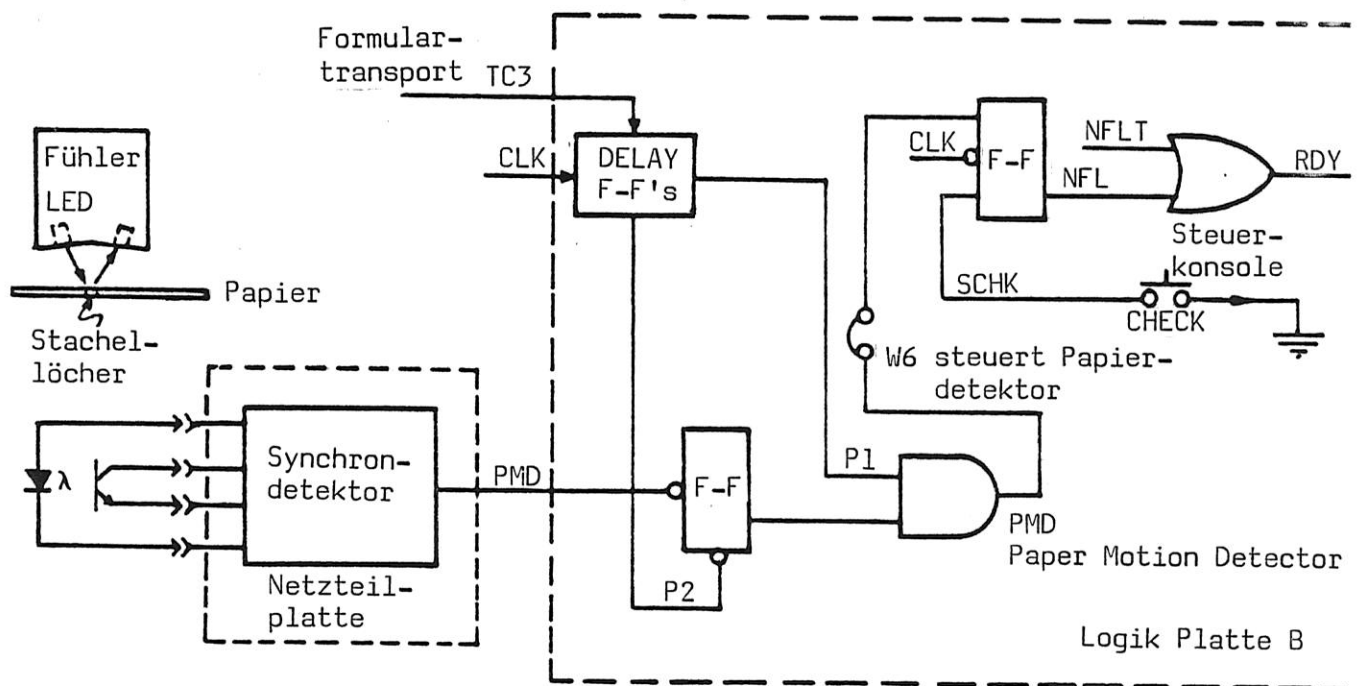 Formular-
transport
TC3
Fühler
LED
Papier
Stachel-
löcher
CLK
DELAY
F-F's
CLK
F-F
NFLT
NFL
RDY
Steuer-
konsole
SCHK
CHECK
W6 steuert Papier-
detektor
λ
Synchron-
detektor
Netzteil-
platte
PMD
F-F
P1
P2
PMD
Paper Motion Detector
Logik Platte B